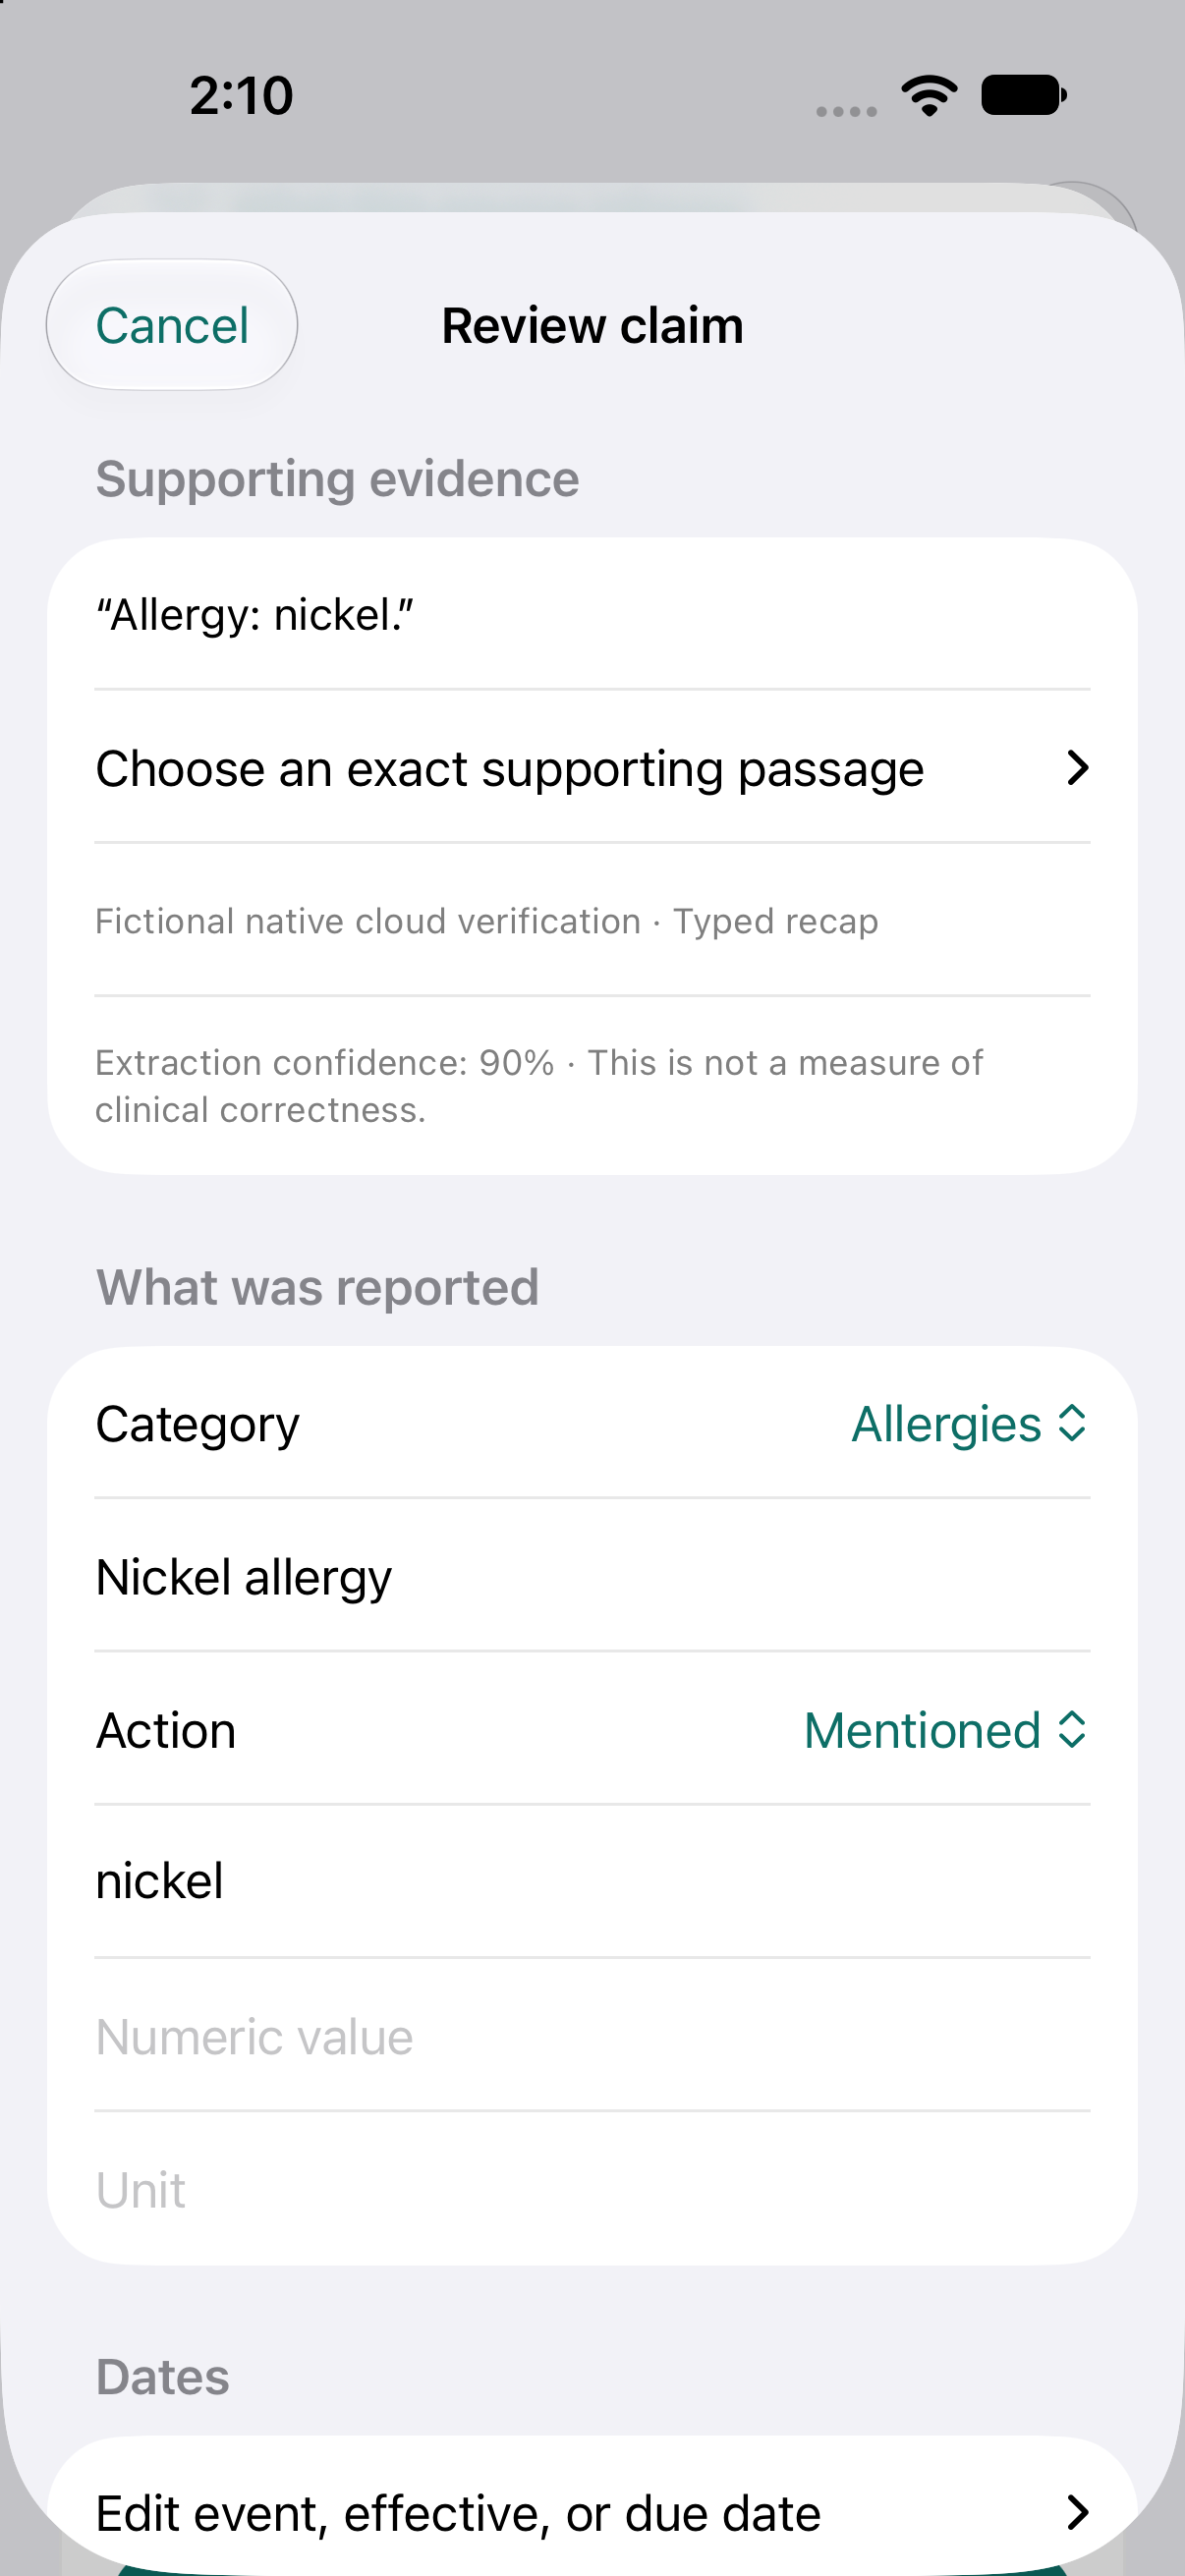 2:10
Cancel
Review claim
Supporting evidence
“Allergy: nickel.”
Choose an exact supporting passage
Fictional native cloud verification · Typed recap
Extraction confidence: 90% · This is not a measure of
clinical correctness.
What was reported
Category
Allergies
Nickel allergy
Action
Mentioned
nickel
Numeric value
Unit
Dates
Edit event, effective, or due date